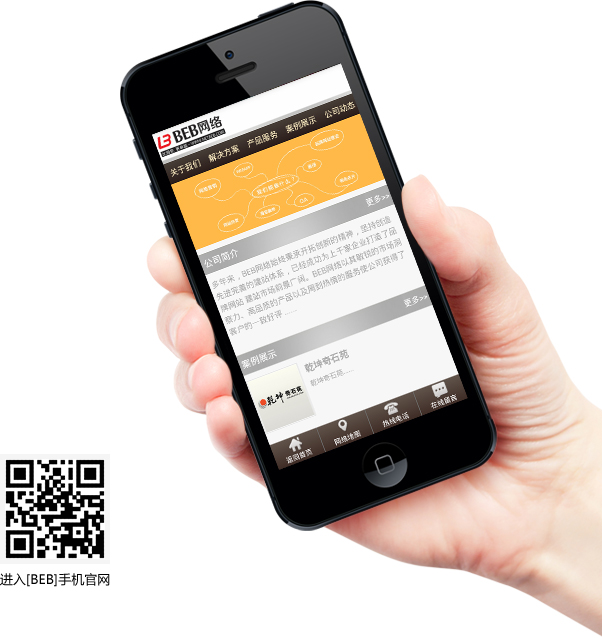 BEB网络
关于我们 解决方案 产品服务 案例展示 公司动态
公司简介 更多>>
多年来，BEB网络始终秉承开拓创新的精神，坚持创造
先进完善的建站体系，已经成为上千家企业打造了品
牌网站 建站市场前景广阔。BEB网络以其敏锐的市场洞
察力、高品质的产品以及周到热情的服务使公司获得了
客户的一致好评……
案例展示 更多>>
乾坤奇石苑
乾坤奇石苑……
乾坤 奇石苑
返回首页 网络地图 热线电话 在线留言
进入[BEB]手机官网